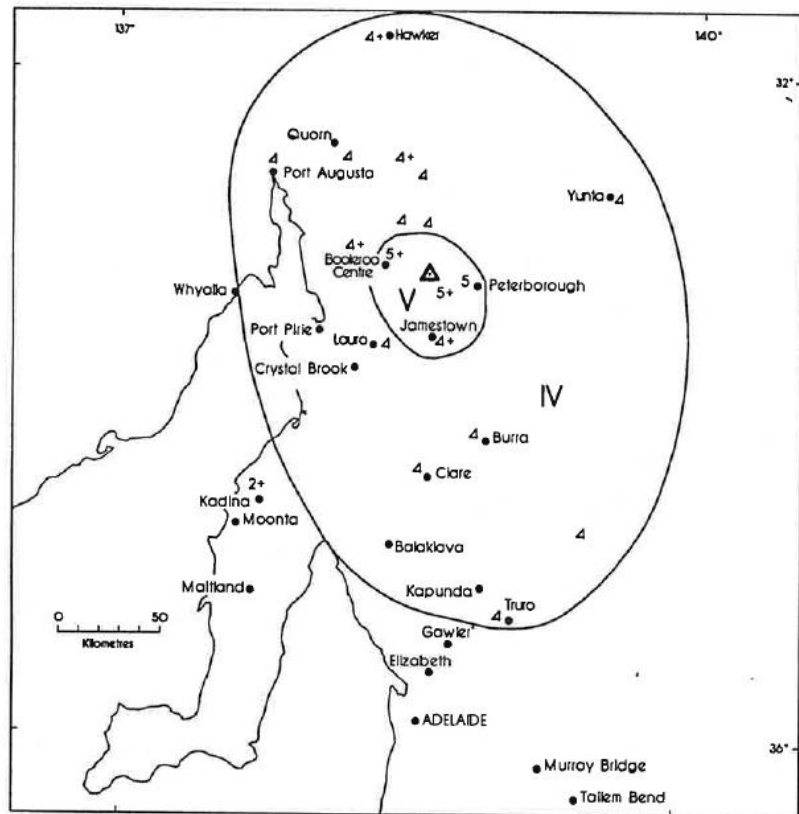 137°
140°
4+ Hawker
32°
Quorn
4
4
4+
Port Augusta
4
Yunta 4
4 4
4+
5+
Booleroo
Centre
Whyalla
5+
5
Peterborough
V
Port Pirie
Jamestown
4+
Laura 4
Crystal Brook
IV
4 Burra
4 Clare
2+
Kadina
Moonta
4
Balaklava
Maitland
Kapunda
0 50
Kilometres
4 Truro
Gawler
Elizabeth
ADELAIDE
36°
Murray Bridge
Tailem Bend